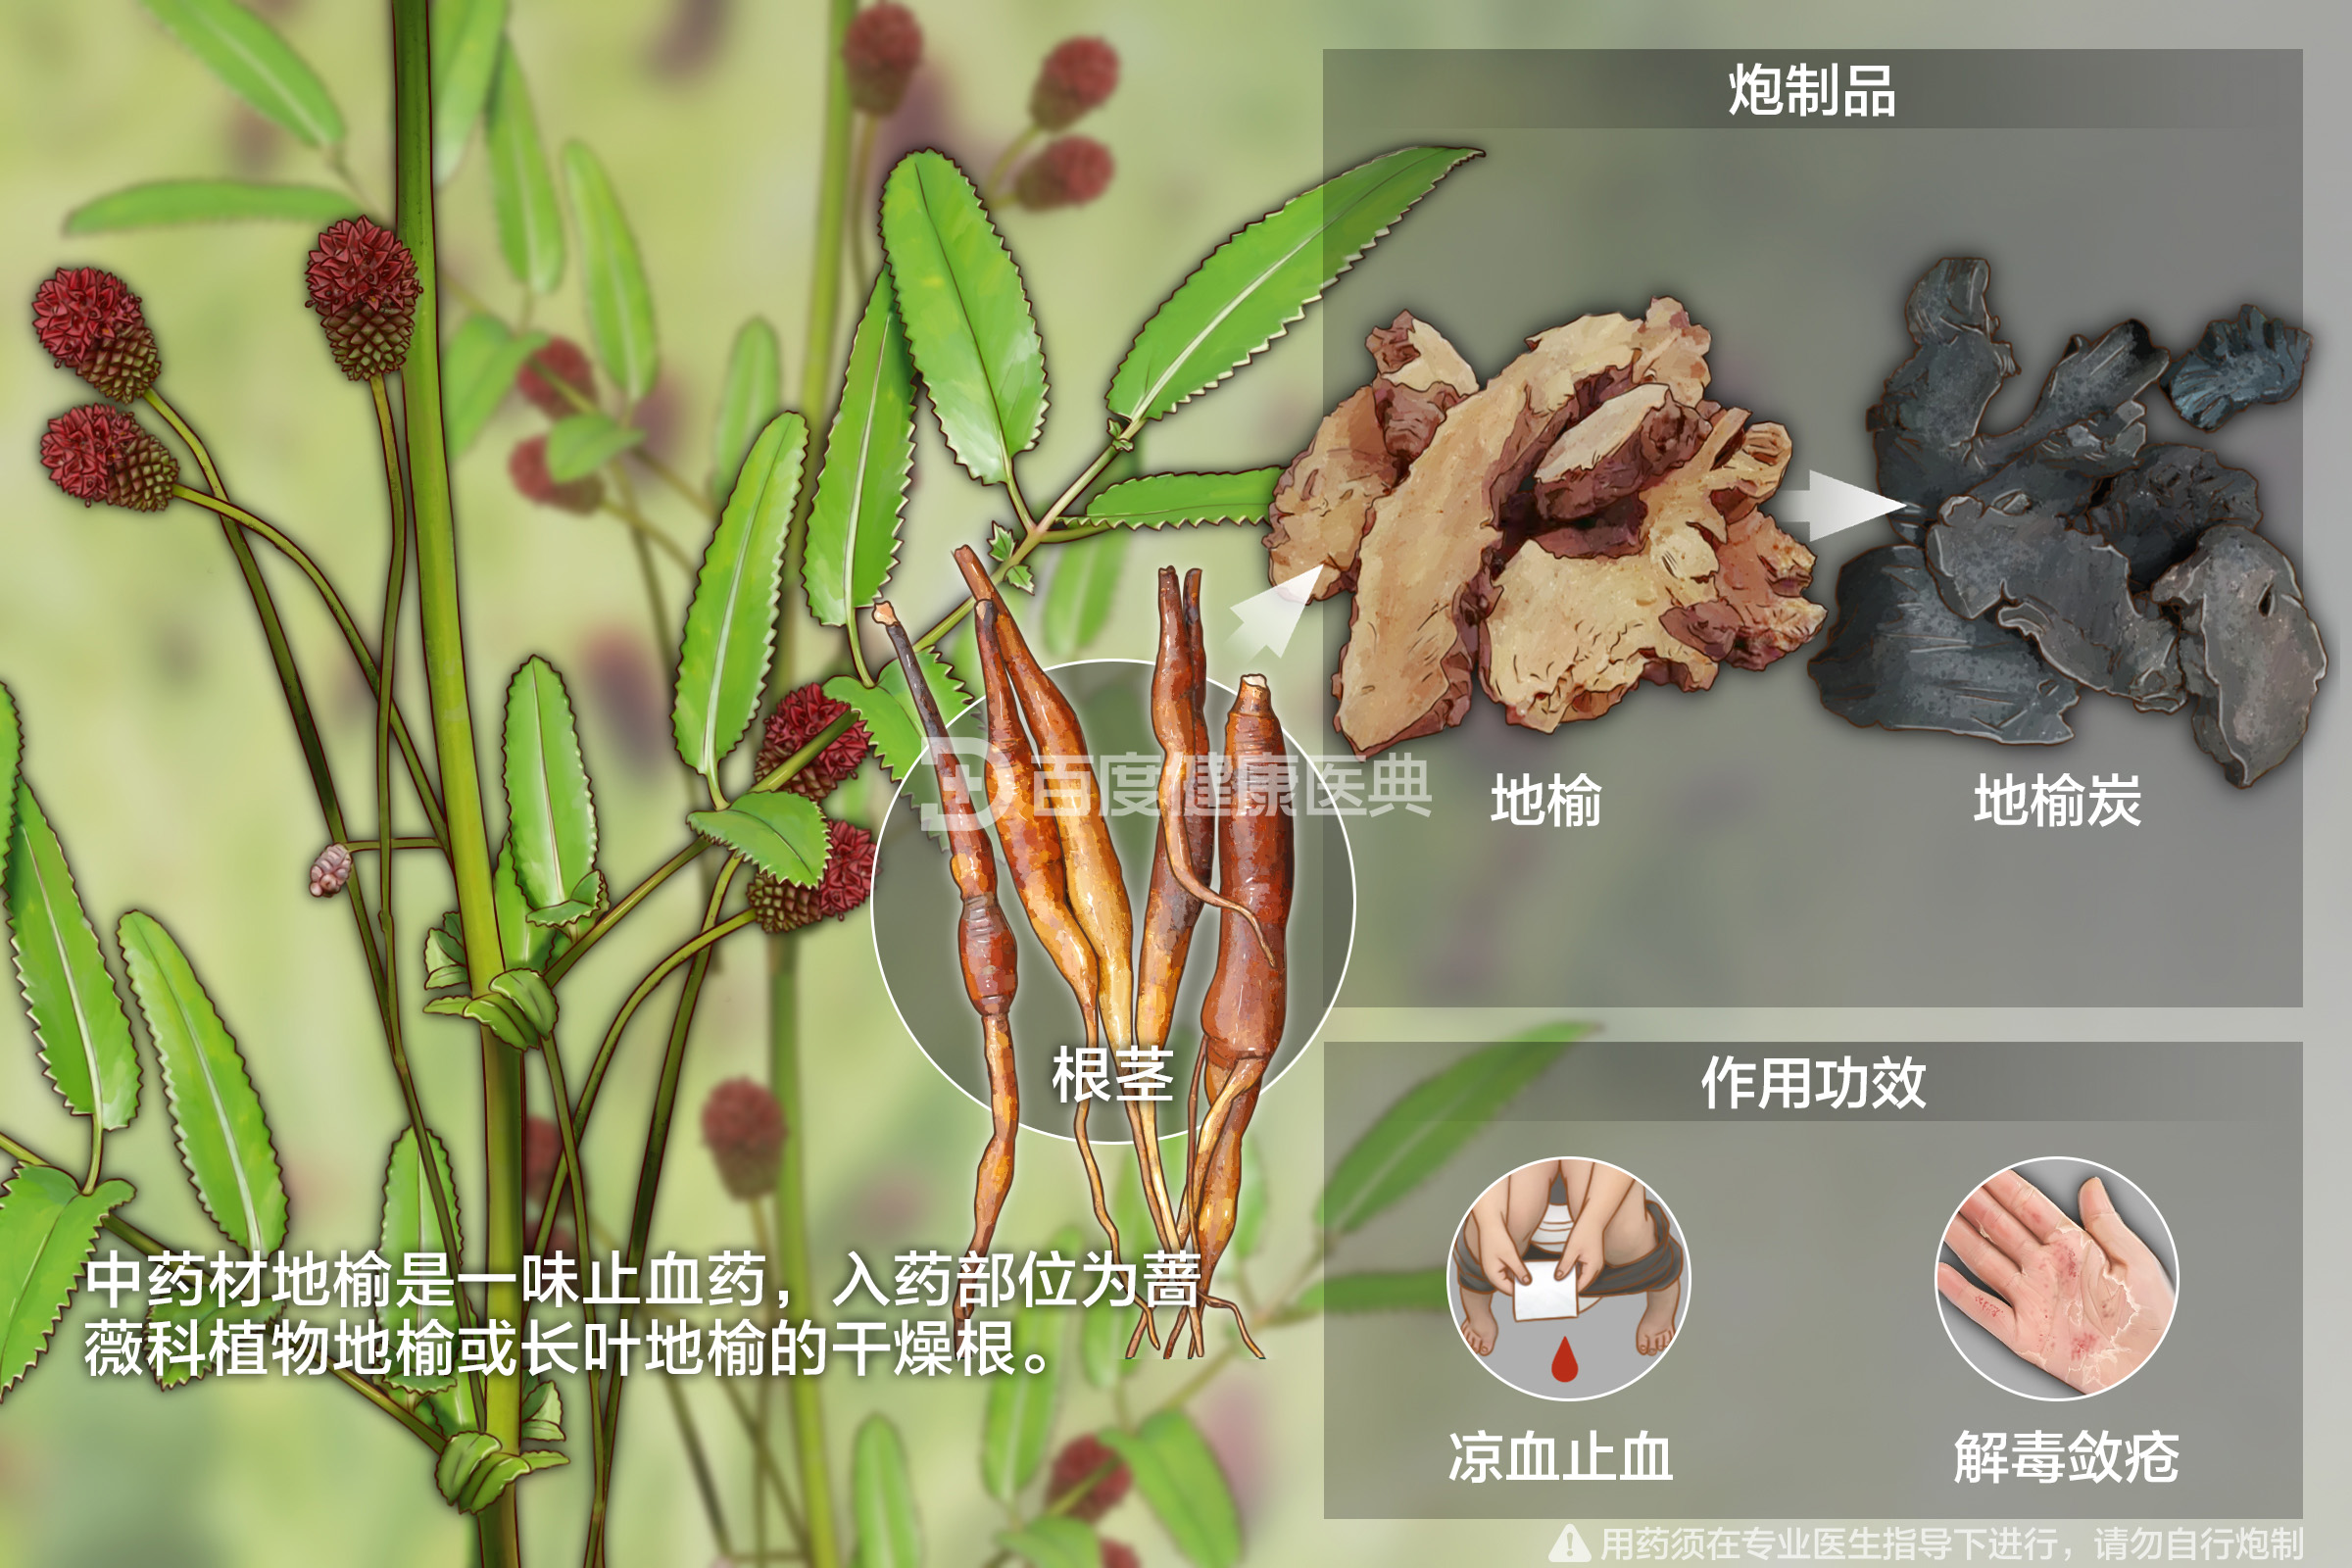 炮制品
地榆
地榆炭
百度健康医典
根茎
中药材地榆是一味止血药，入药部位为蔷
薇科植物地榆或长叶地榆的干燥根。
作用功效
凉血止血
解毒敛疮
用药须在专业医生指导下进行，请勿自行炮制